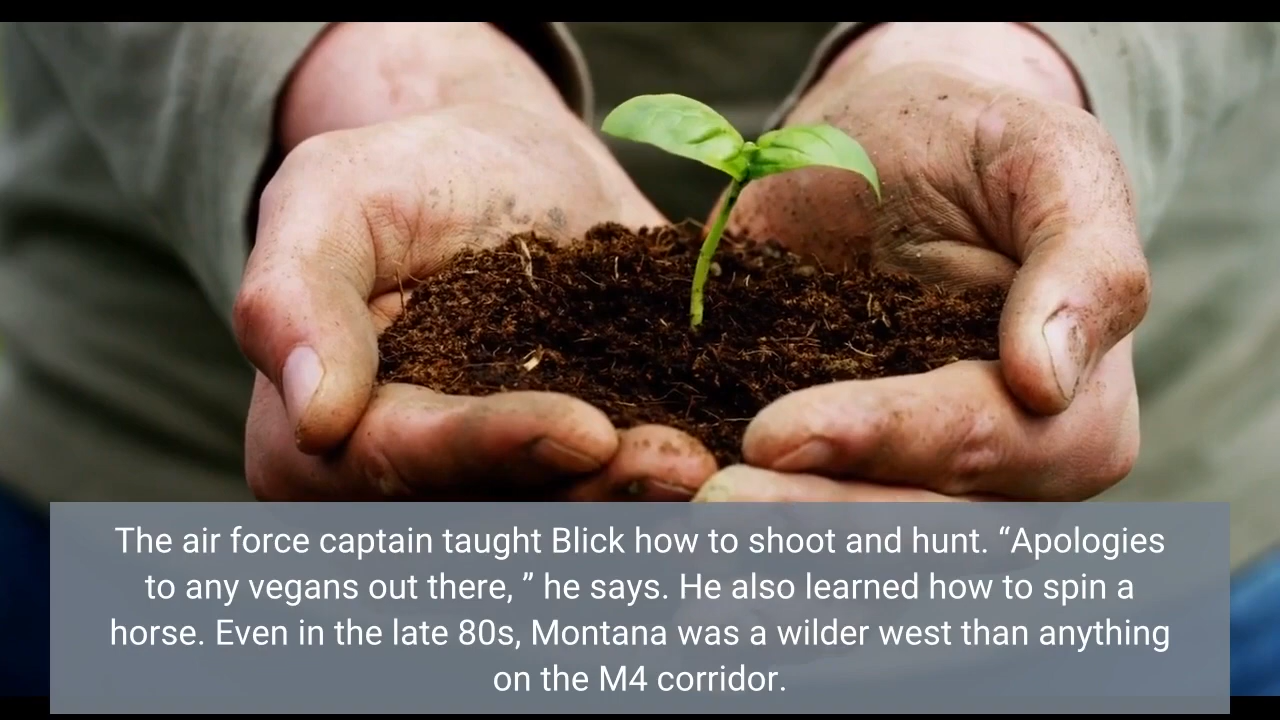 The air force captain taught Blick how to shoot and hunt. “Apologies
to any vegans out there, ” he says. He also learned how to spin a
horse. Even in the late 80s, Montana was a wilder west than anything
on the M4 corridor.